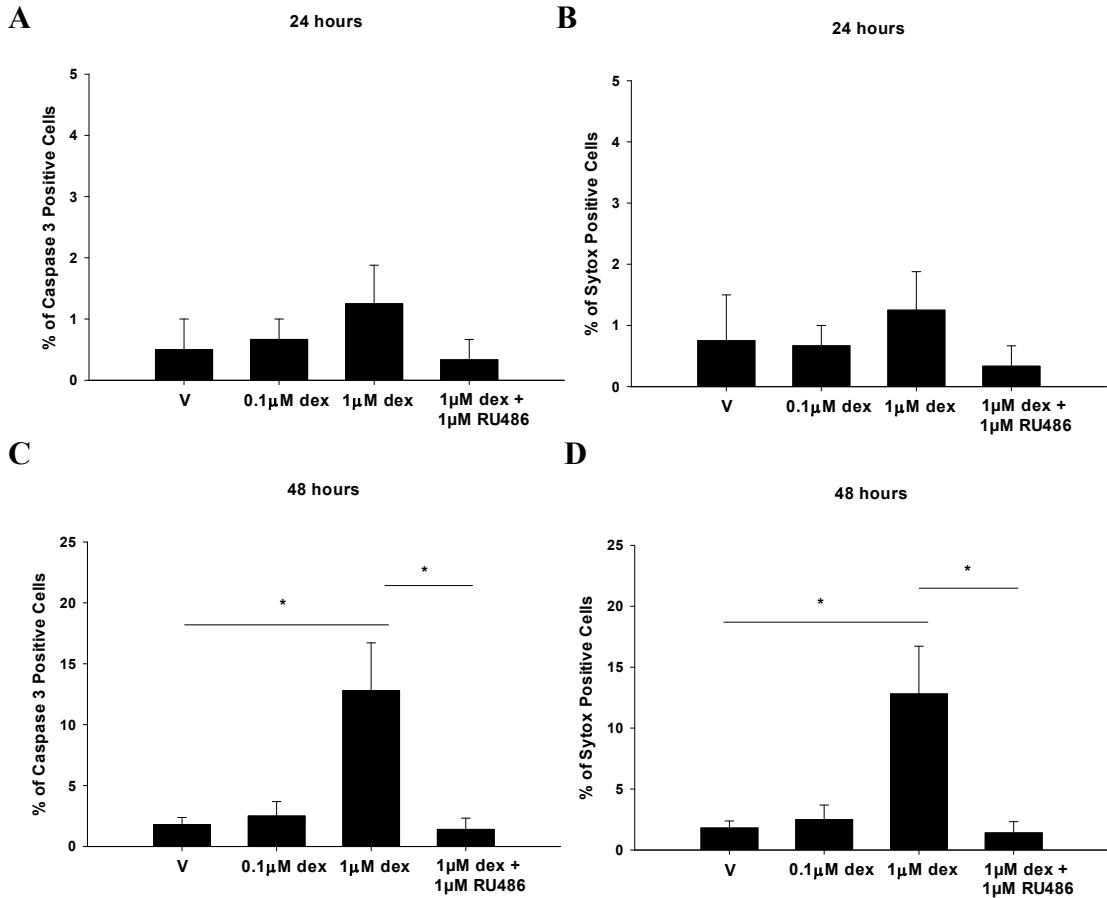 A
24 hours
% of Caspase 3 Positive Cells
5
4
3
2
1
0
V
0.1μM dex
1μM dex
1μM dex +
1μM RU486
B
24 hours
% of Sytox Positive Cells
5
4
3
2
1
0
V
0.1μM dex
1μM dex
1μM dex +
1μM RU486
C
48 hours
% of Caspase 3 Positive Cells
25
20
15
10
5
0
*
*
V
0.1μM dex
1μM dex
1μM dex +
1μM RU486
D
48 hours
% of Sytox Positive Cells
25
20
15
10
5
0
*
*
V
0.1μM dex
1μM dex
1μM dex +
1μM RU486